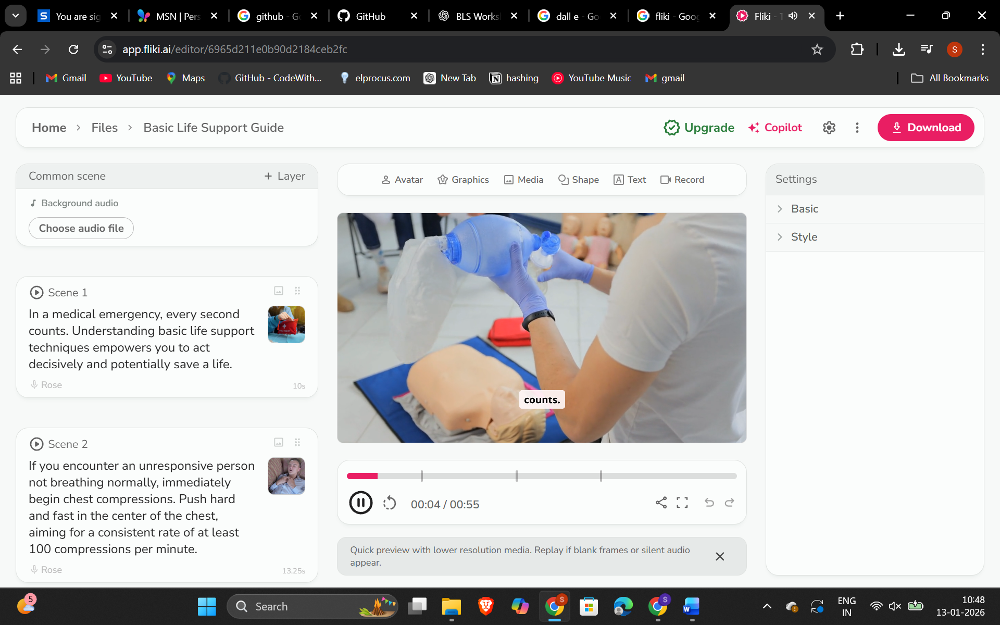 You are sig
MSN | Pers
github - Go
GitHub
BLS Works
dall e - Go
fliki - Goog
Fliki - T
app.fliki.ai/editor/6965d211e0b90d2184ceb2fc
S
Gmail
YouTube
Maps
GitHub - CodeWith...
elprocus.com
New Tab
hashing
YouTube Music
gmail
All Bookmarks
Home > Files > Basic Life Support Guide
Upgrade
Copilot
Download
Common scene
+ Layer
Background audio
Choose audio file
Scene 1
In a medical emergency, every second
counts. Understanding basic life support
techniques empowers you to act
decisively and potentially save a life.
Rose
10s
Scene 2
If you encounter an unresponsive person
not breathing normally, immediately
begin chest compressions. Push hard
and fast in the center of the chest,
aiming for a consistent rate of at least
100 compressions per minute.
Rose
13.25s
Avatar
Graphics
Media
Shape
Text
Record
counts.
00:04 / 00:55
Quick preview with lower resolution media. Replay if blank frames or silent audio
appear.
Settings
Basic
Style
5
Search
ENG
IN
10:48
13-01-2026